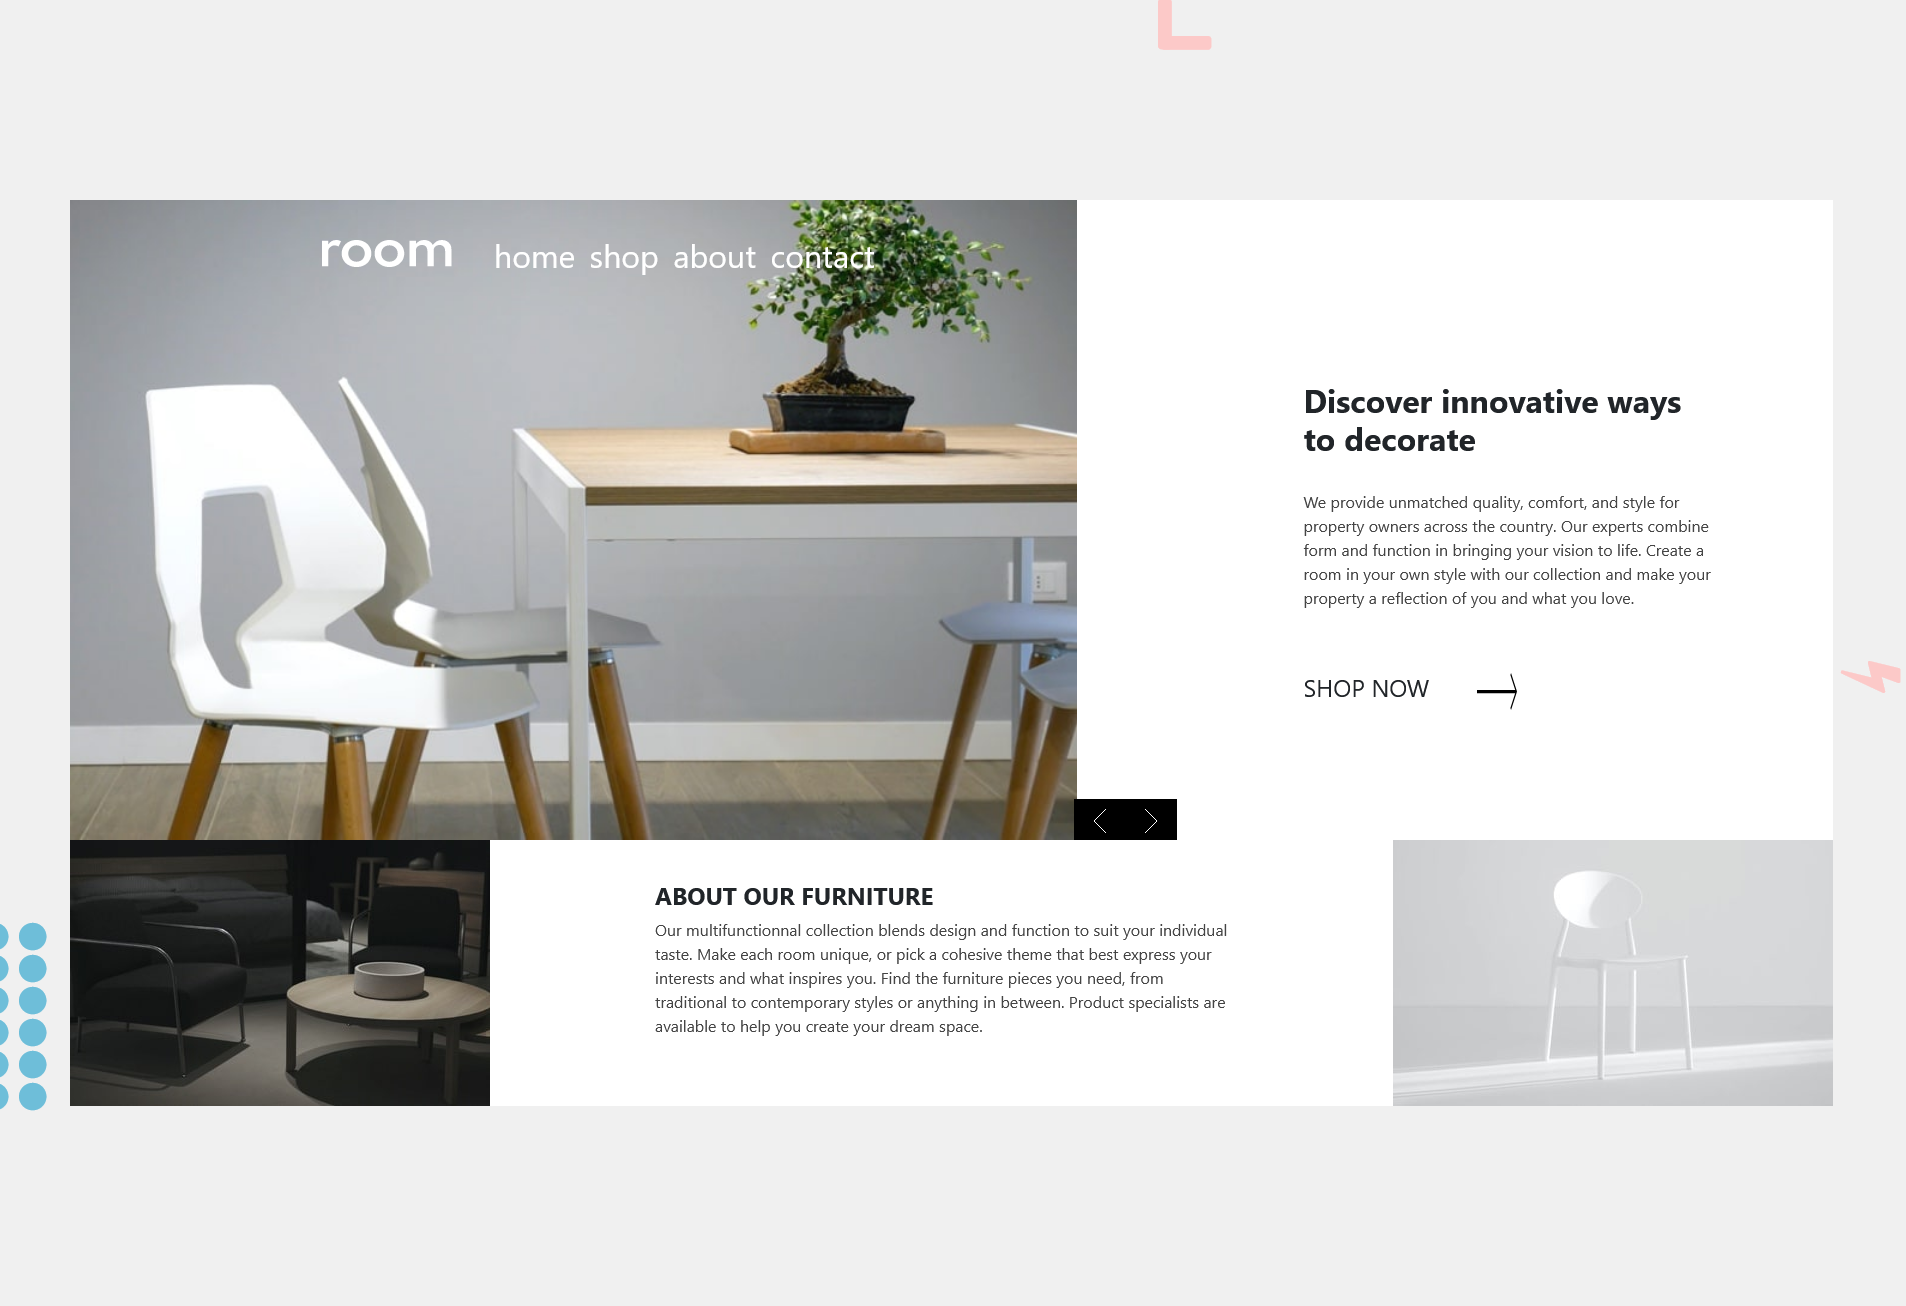 room home shop about contact
Discover innovative ways
to decorate
We provide unmatched quality, comfort, and style for
property owners across the country. Our experts combine
form and function in bringing your vision to life. Create a
room in your own style with our collection and make your
property a reflection of you and what you love.
SHOP NOW
ABOUT OUR FURNITURE
Our multifunctionnal collection blends design and function to suit your individual
taste. Make each room unique, or pick a cohesive theme that best express your
interests and what inspires you. Find the furniture pieces you need, from
traditional to contemporary styles or anything in between. Product specialists are
available to help you create your dream space.